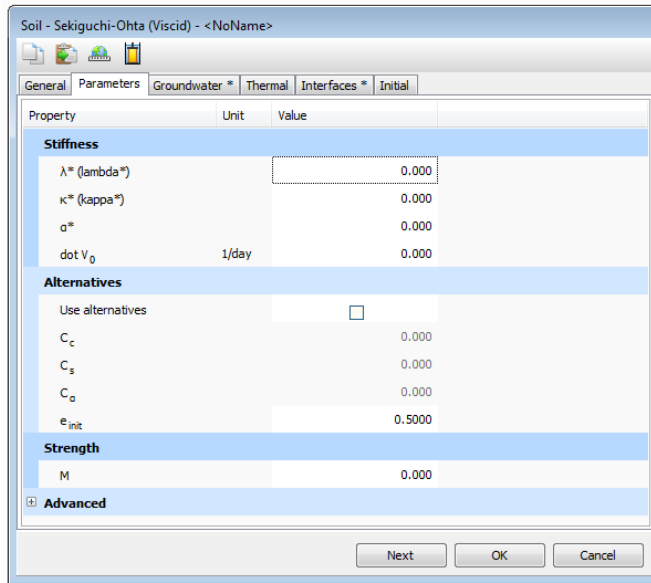 Soil - Sekiguchi-Ohta (Viscid) - <NoName>
General Parameters Groundwater * Thermal Interfaces * Initial
Property Unit Value
Stiffness
λ* (lambda*) 0.000
κ* (kappa*) 0.000
α* 0.000
dot V0 1/day 0.000
Alternatives
Use alternatives
Cc 0.000
Cs 0.000
Cα 0.000
einit 0.5000
Strength
M 0.000
Advanced
Next OK Cancel